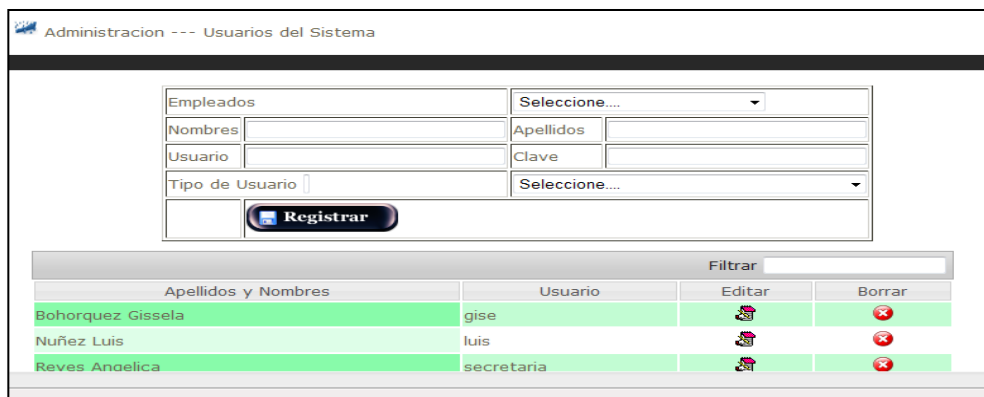 Administracion --- Usuarios del Sistema
Empleados Seleccione....
Nombres Apellidos
Usuario Clave
Tipo de Usuario Seleccione....
Registrar
Filtrar
Apellidos y Nombres Usuario Editar Borrar
Bohorquez Gissela gise
Nuñez Luis luis
Reyes Angelica secretaria